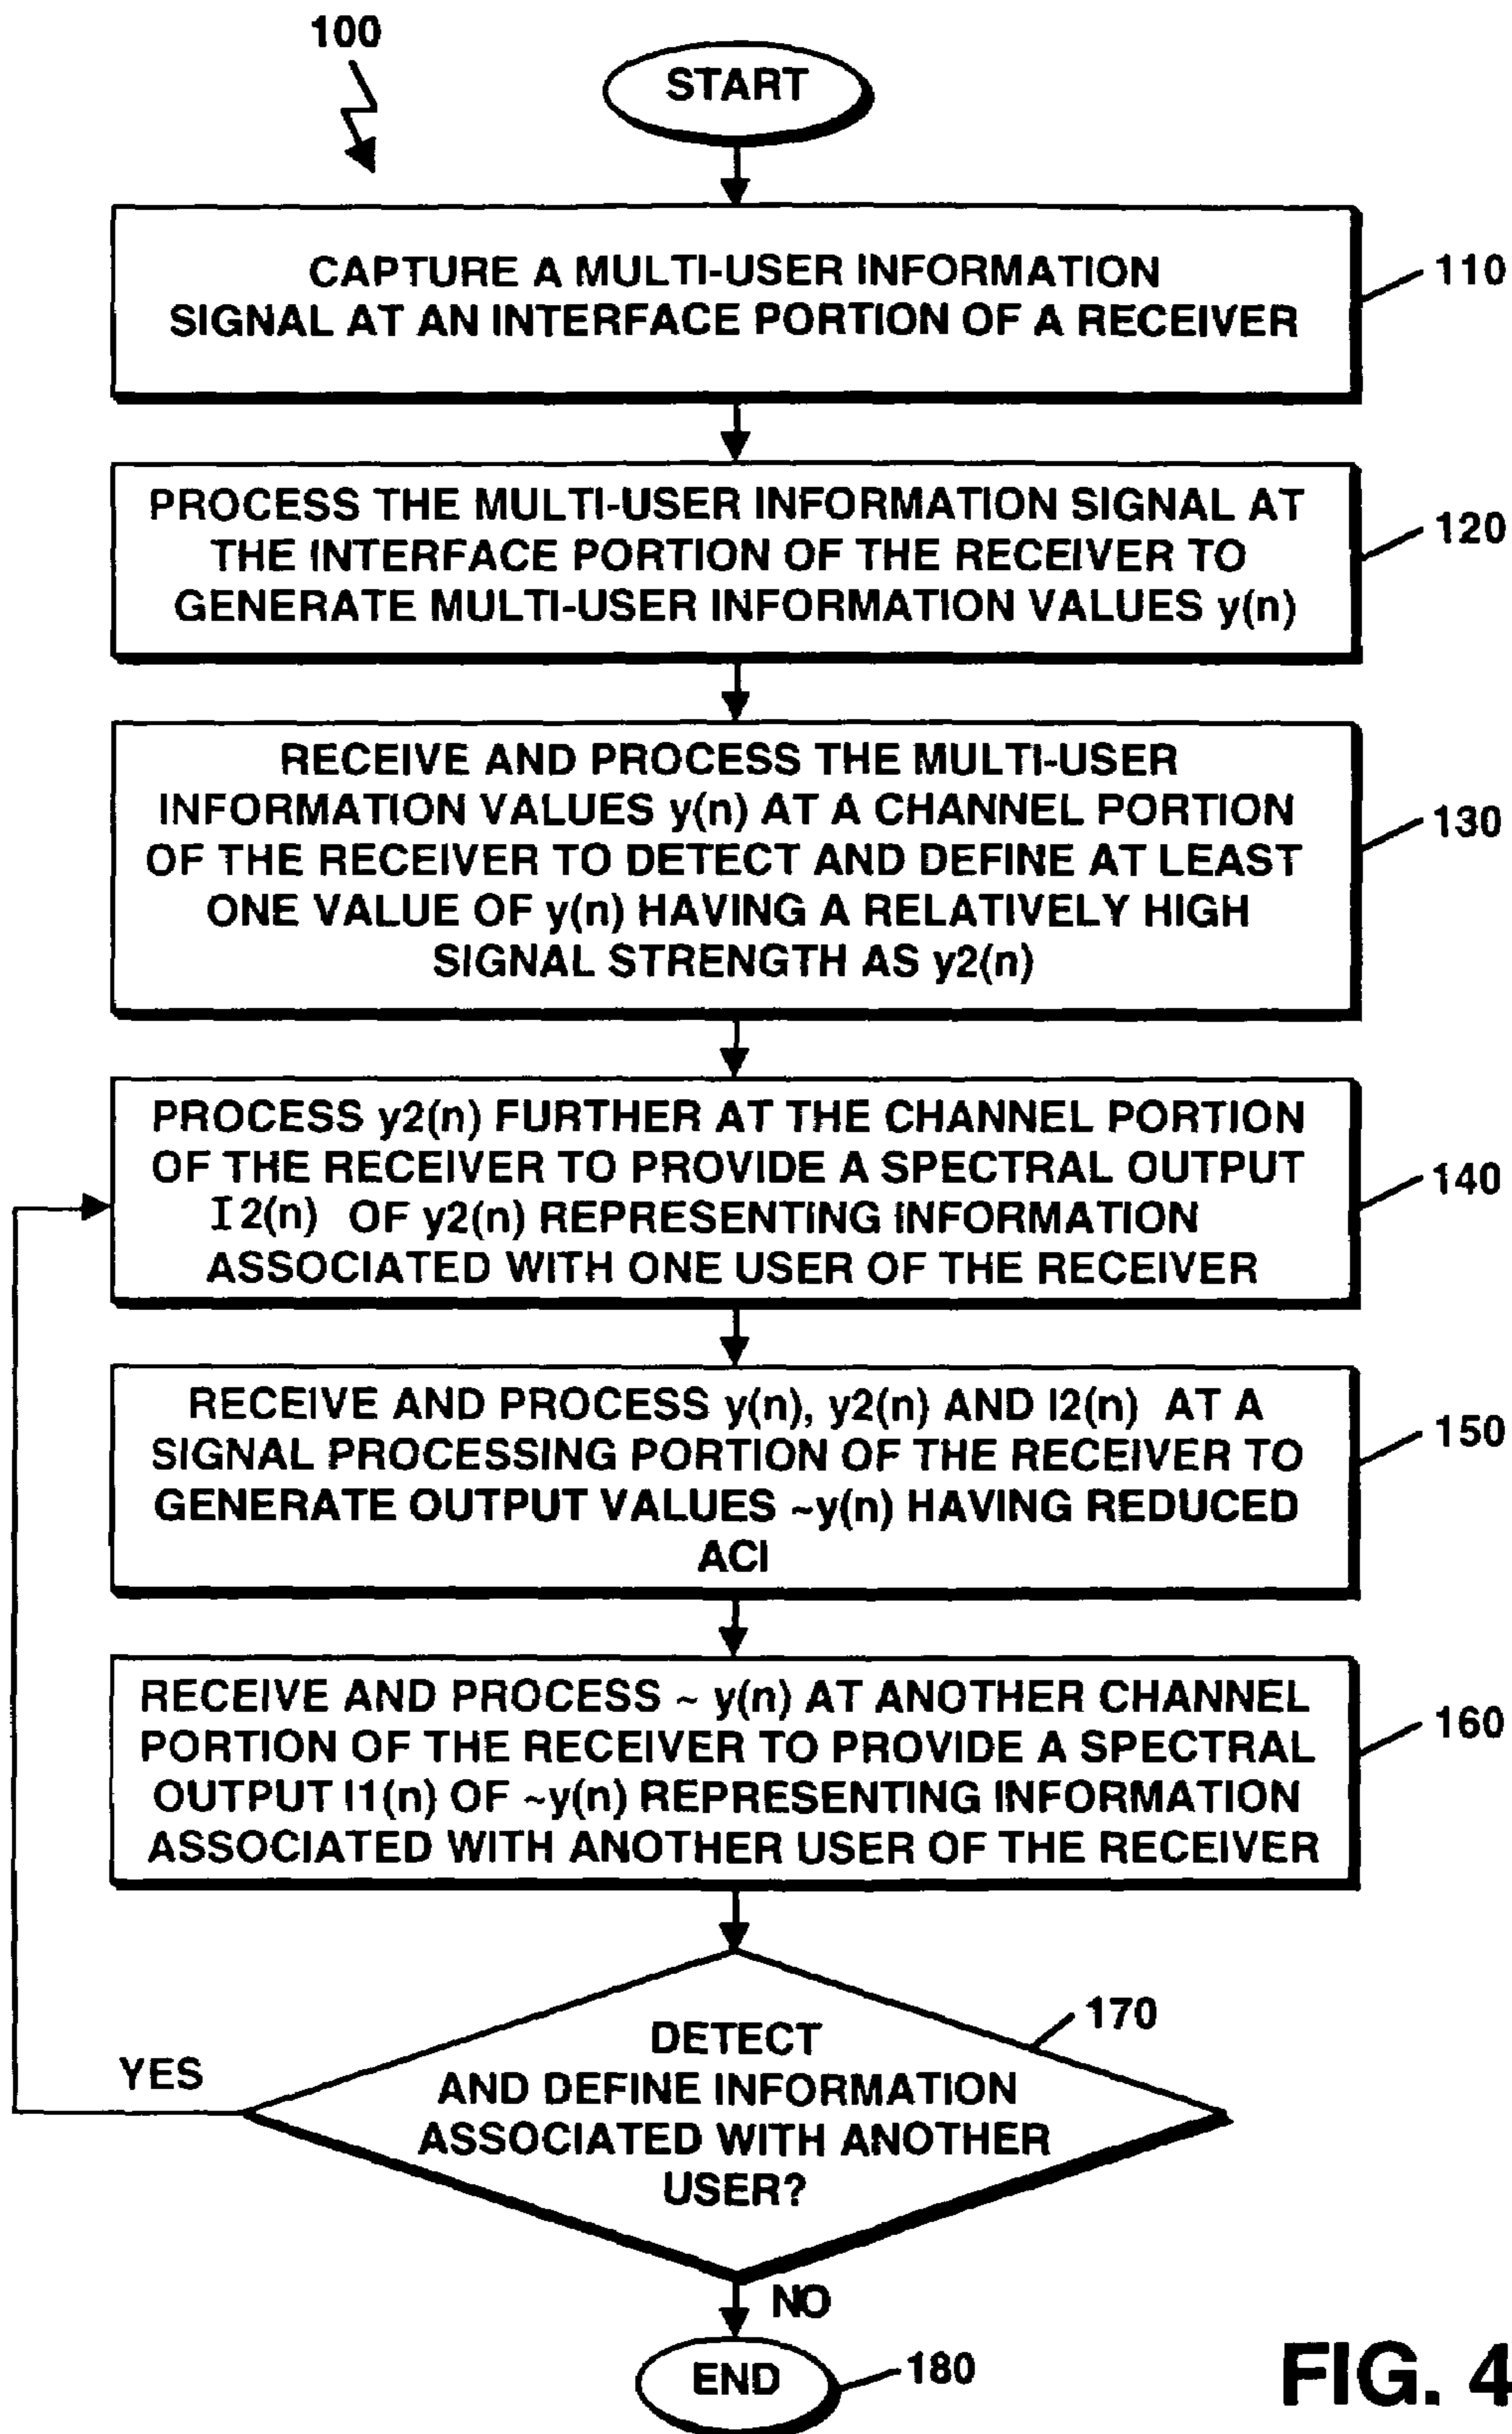 100
START
CAPTURE A MULTI-USER INFORMATION
SIGNAL AT AN INTERFACE PORTION OF A RECEIVER
110
PROCESS THE MULTI-USER INFORMATION SIGNAL AT
THE INTERFACE PORTION OF THE RECEIVER TO
GENERATE MULTI-USER INFORMATION VALUES y(n)
120
RECEIVE AND PROCESS THE MULTI-USER
INFORMATION VALUES y(n) AT A CHANNEL PORTION
OF THE RECEIVER TO DETECT AND DEFINE AT LEAST
ONE VALUE OF y(n) HAVING A RELATIVELY HIGH
SIGNAL STRENGTH AS y2(n)
130
PROCESS y2(n) FURTHER AT THE CHANNEL PORTION
OF THE RECEIVER TO PROVIDE A SPECTRAL OUTPUT
I2(n) OF y2(n) REPRESENTING INFORMATION
ASSOCIATED WITH ONE USER OF THE RECEIVER
140
RECEIVE AND PROCESS y(n), y2(n) AND I2(n) AT A
SIGNAL PROCESSING PORTION OF THE RECEIVER TO
GENERATE OUTPUT VALUES ~y(n) HAVING REDUCED
ACI
150
RECEIVE AND PROCESS ~ y(n) AT ANOTHER CHANNEL
PORTION OF THE RECEIVER TO PROVIDE A SPECTRAL
OUTPUT I1(n) OF ~y(n) REPRESENTING INFORMATION
ASSOCIATED WITH ANOTHER USER OF THE RECEIVER
160
DETECT
AND DEFINE INFORMATION
ASSOCIATED WITH ANOTHER
USER?
170
YES
NO
END
180
FIG. 4